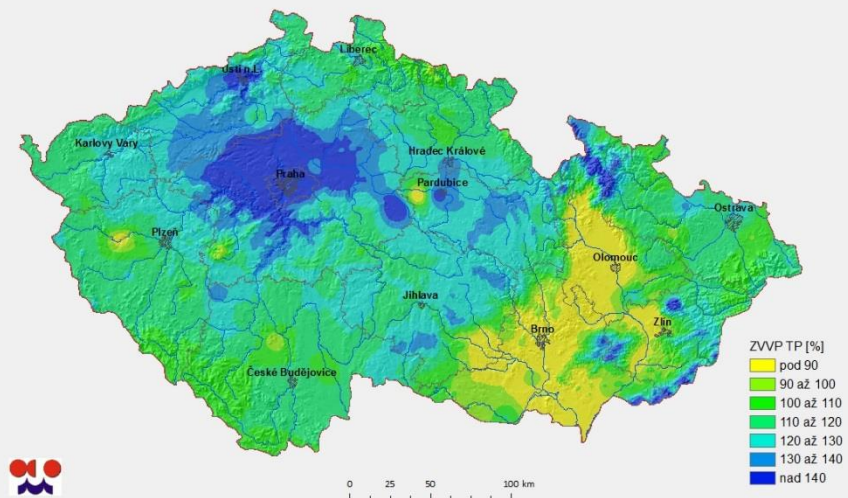 Liberec
Ústí n.L.
Karlovy Vary
Hradec Králové
Praha
Pardubice
Ostrava
Plzeň
Olomouc
Jihlava
Brno
Zlín
České Budějovice
ZVVP TP [%]
pod 90
90 až 100
100 až 110
110 až 120
120 až 130
130 až 140
nad 140
0 25 50 100 km